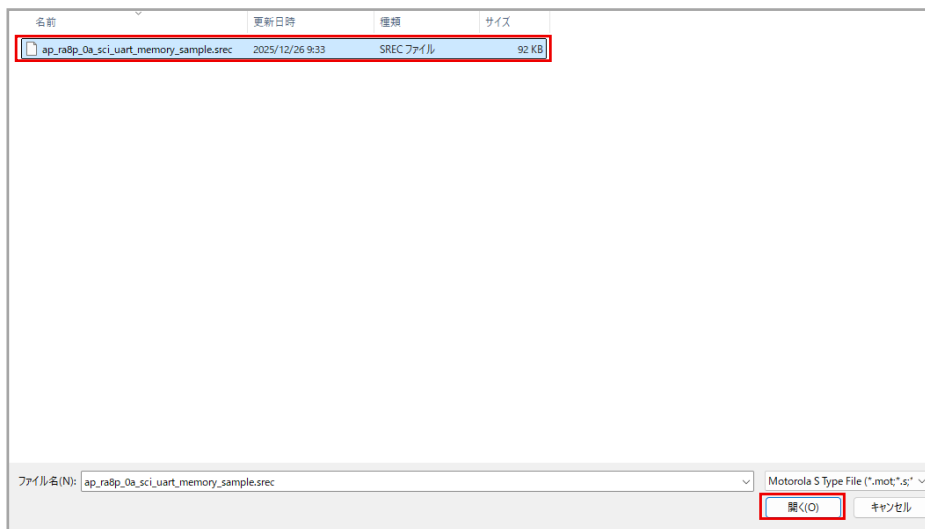 名前 更新日時 種類 サイズ
ap_ra8p_0a_sci_uart_memory_sample.srec 2025/12/26 9:33 SREC ファイル 92 KB
ファイル名(N): ap_ra8p_0a_sci_uart_memory_sample.srec Motorola S Type File (*.mot;*.s;*
開く(O) キャンセル